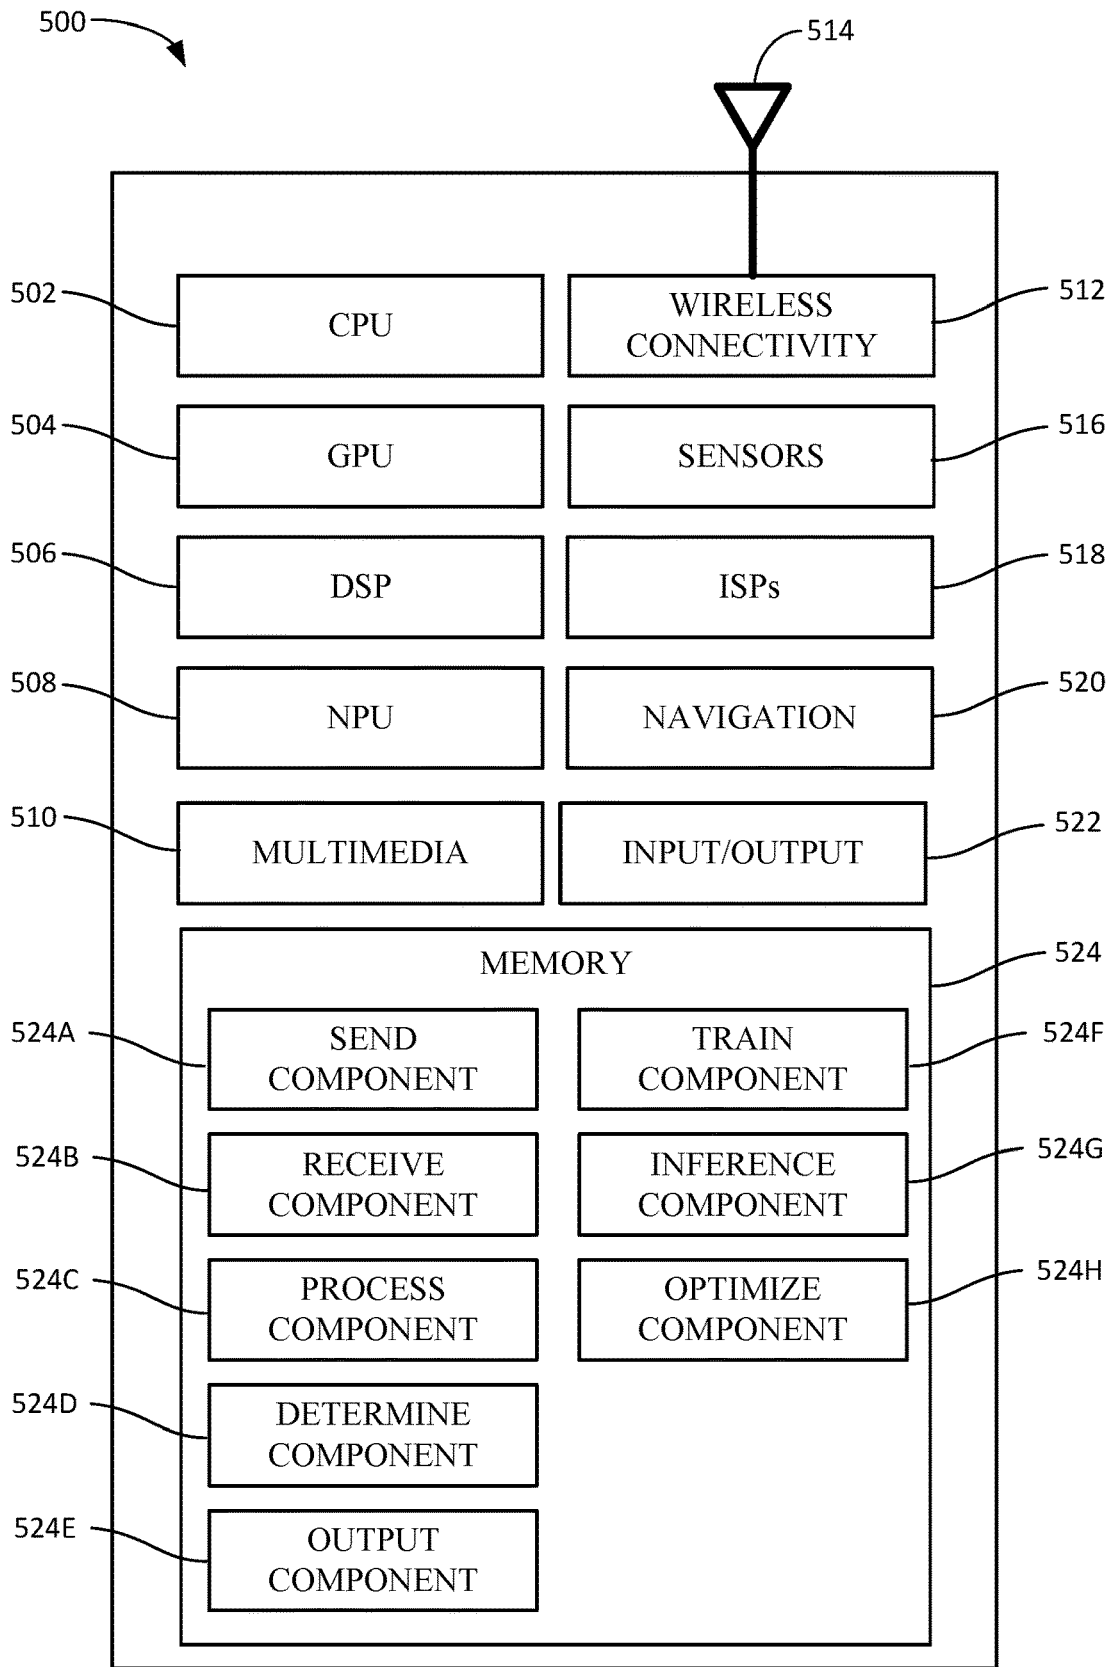 500
514
502
CPU
WIRELESS
CONNECTIVITY
512
504
GPU
SENSORS
516
506
DSP
ISPs
518
508
NPU
NAVIGATION
520
510
MULTIMEDIA
INPUT/OUTPUT
522
MEMORY
524
524A
SEND
COMPONENT
TRAIN
COMPONENT
524F
524B
RECEIVE
COMPONENT
INFERENCE
COMPONENT
524G
524C
PROCESS
COMPONENT
OPTIMIZE
COMPONENT
524H
524D
DETERMINE
COMPONENT
524E
OUTPUT
COMPONENT